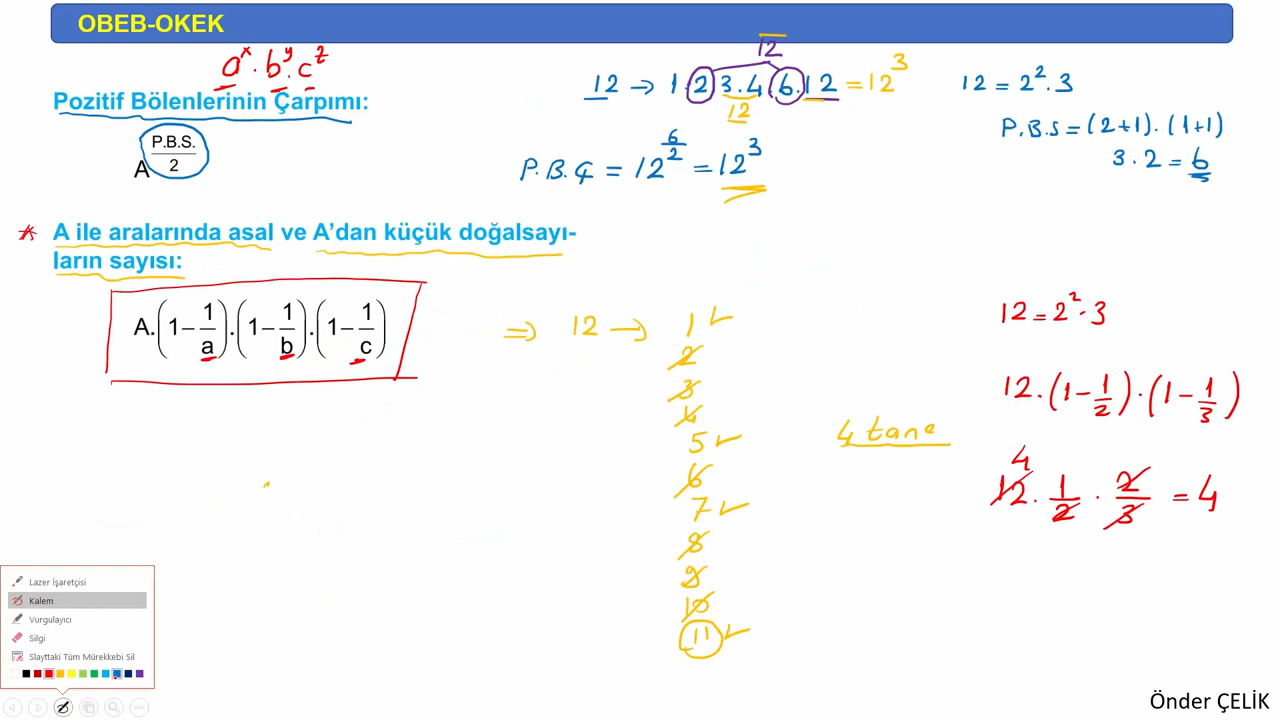 OBEB-OKEK
a^x . b^y . c^z
Pozitif Bölenlerinin Çarpımı:
A^(P.B.S./2)
12 → 1.2 3.4 6.12 = 12^3
12
12
P.B.Ç = 12^(6/2) = 12^3
12 = 2^2 . 3
P.B.S = (2+1) . (1+1)
3 . 2 = 6
A ile aralarında asal ve A'dan küçük doğalsayı-
ların sayısı:
A.(1-1/a).(1-1/b).(1-1/c)
⇒ 12 → 1 ✓
2
3
4
5 ✓
6
7 ✓
8
9
10
11 ✓
4 tane
12 = 2^2 . 3
12 . (1-1/2) . (1-1/3)
4
12 . 1/2 . 2/3 = 4
Lazer İşaretçisi
Kalem
Vurgulayıcı
Silgi
Slayttaki Tüm Mürekkebi Sil
Önder ÇELİK